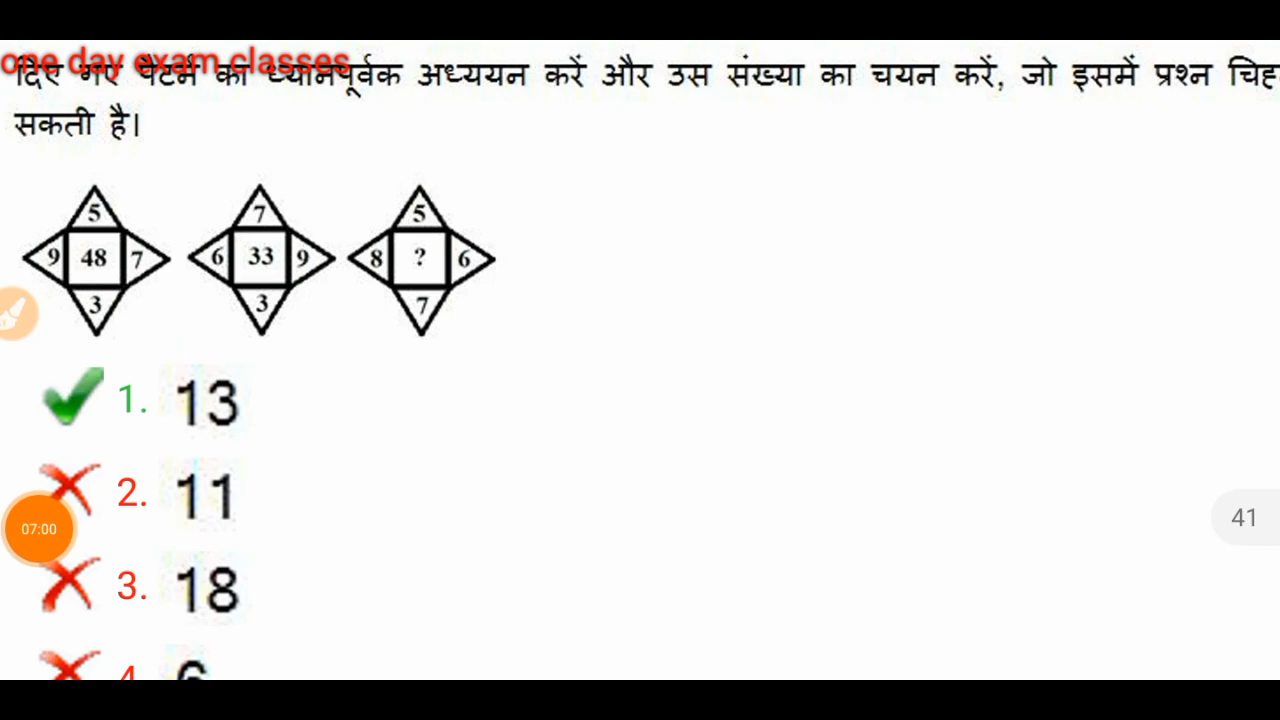 one day exam classes
दिए गए पैटर्न का ध्यानपूर्वक अध्ययन करें और उस संख्या का चयन करें, जो इसमें प्रश्न
सकती है।
5 7 5
9 48 7 6 33 9 8 ? 6
3 3 7
1. 13
2. 11
07:00
41
3. 18